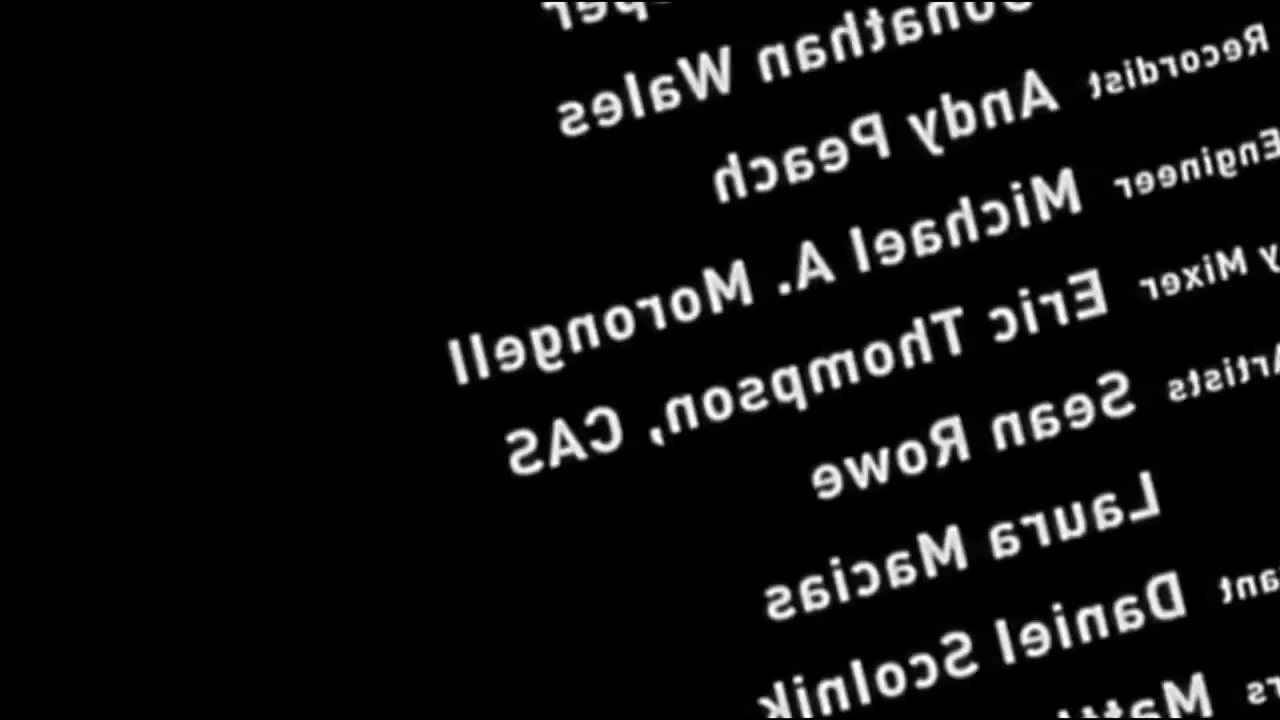 Jonathan Wales
Recordist Andy Peach
Engineer Michael A. Morongell
y Mixer Eric Thompson, CAS
Artists Sean Rowe
Laura Macias
Daniel Scolnik